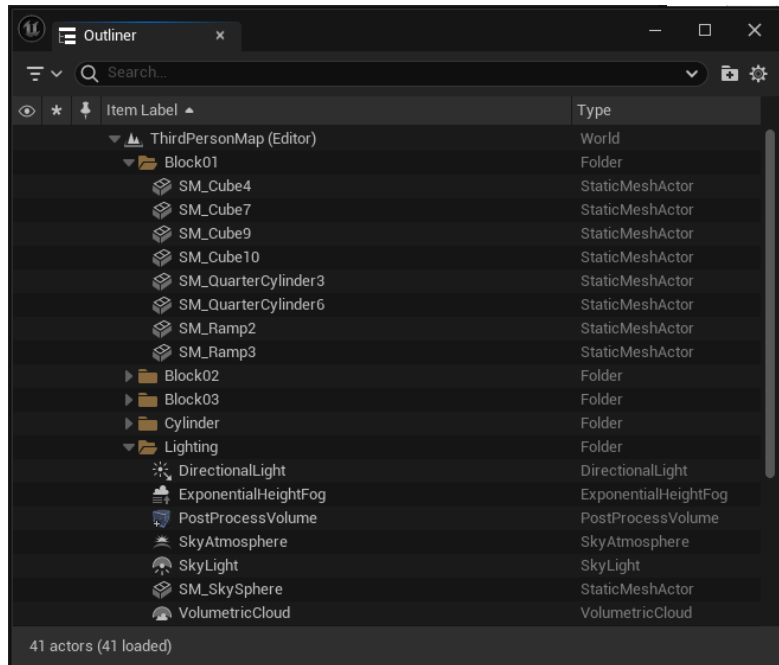 Outliner
Search...
Item Label Type
ThirdPersonMap (Editor) World
Block01 Folder
SM_Cube4 StaticMeshActor
SM_Cube7 StaticMeshActor
SM_Cube9 StaticMeshActor
SM_Cube10 StaticMeshActor
SM_QuarterCylinder3 StaticMeshActor
SM_QuarterCylinder6 StaticMeshActor
SM_Ramp2 StaticMeshActor
SM_Ramp3 StaticMeshActor
Block02 Folder
Block03 Folder
Cylinder Folder
Lighting Folder
DirectionalLight DirectionalLight
ExponentialHeightFog ExponentialHeightFog
PostProcessVolume PostProcessVolume
SkyAtmosphere SkyAtmosphere
SkyLight SkyLight
SM_SkySphere StaticMeshActor
VolumetricCloud VolumetricCloud
41 actors (41 loaded)